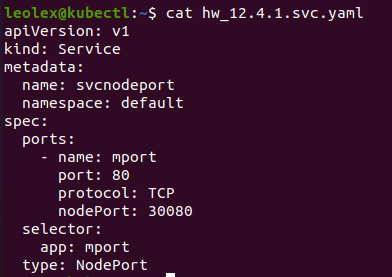 leolex@kubectl:~$ cat hw_12.4.1.svc.yaml
apiVersion: v1
kind: Service
metadata:
  name: svcnodeport
  namespace: default
spec:
  ports:
    - name: mport
      port: 80
      protocol: TCP
      nodePort: 30080
  selector:
    app: mport
  type: NodePort